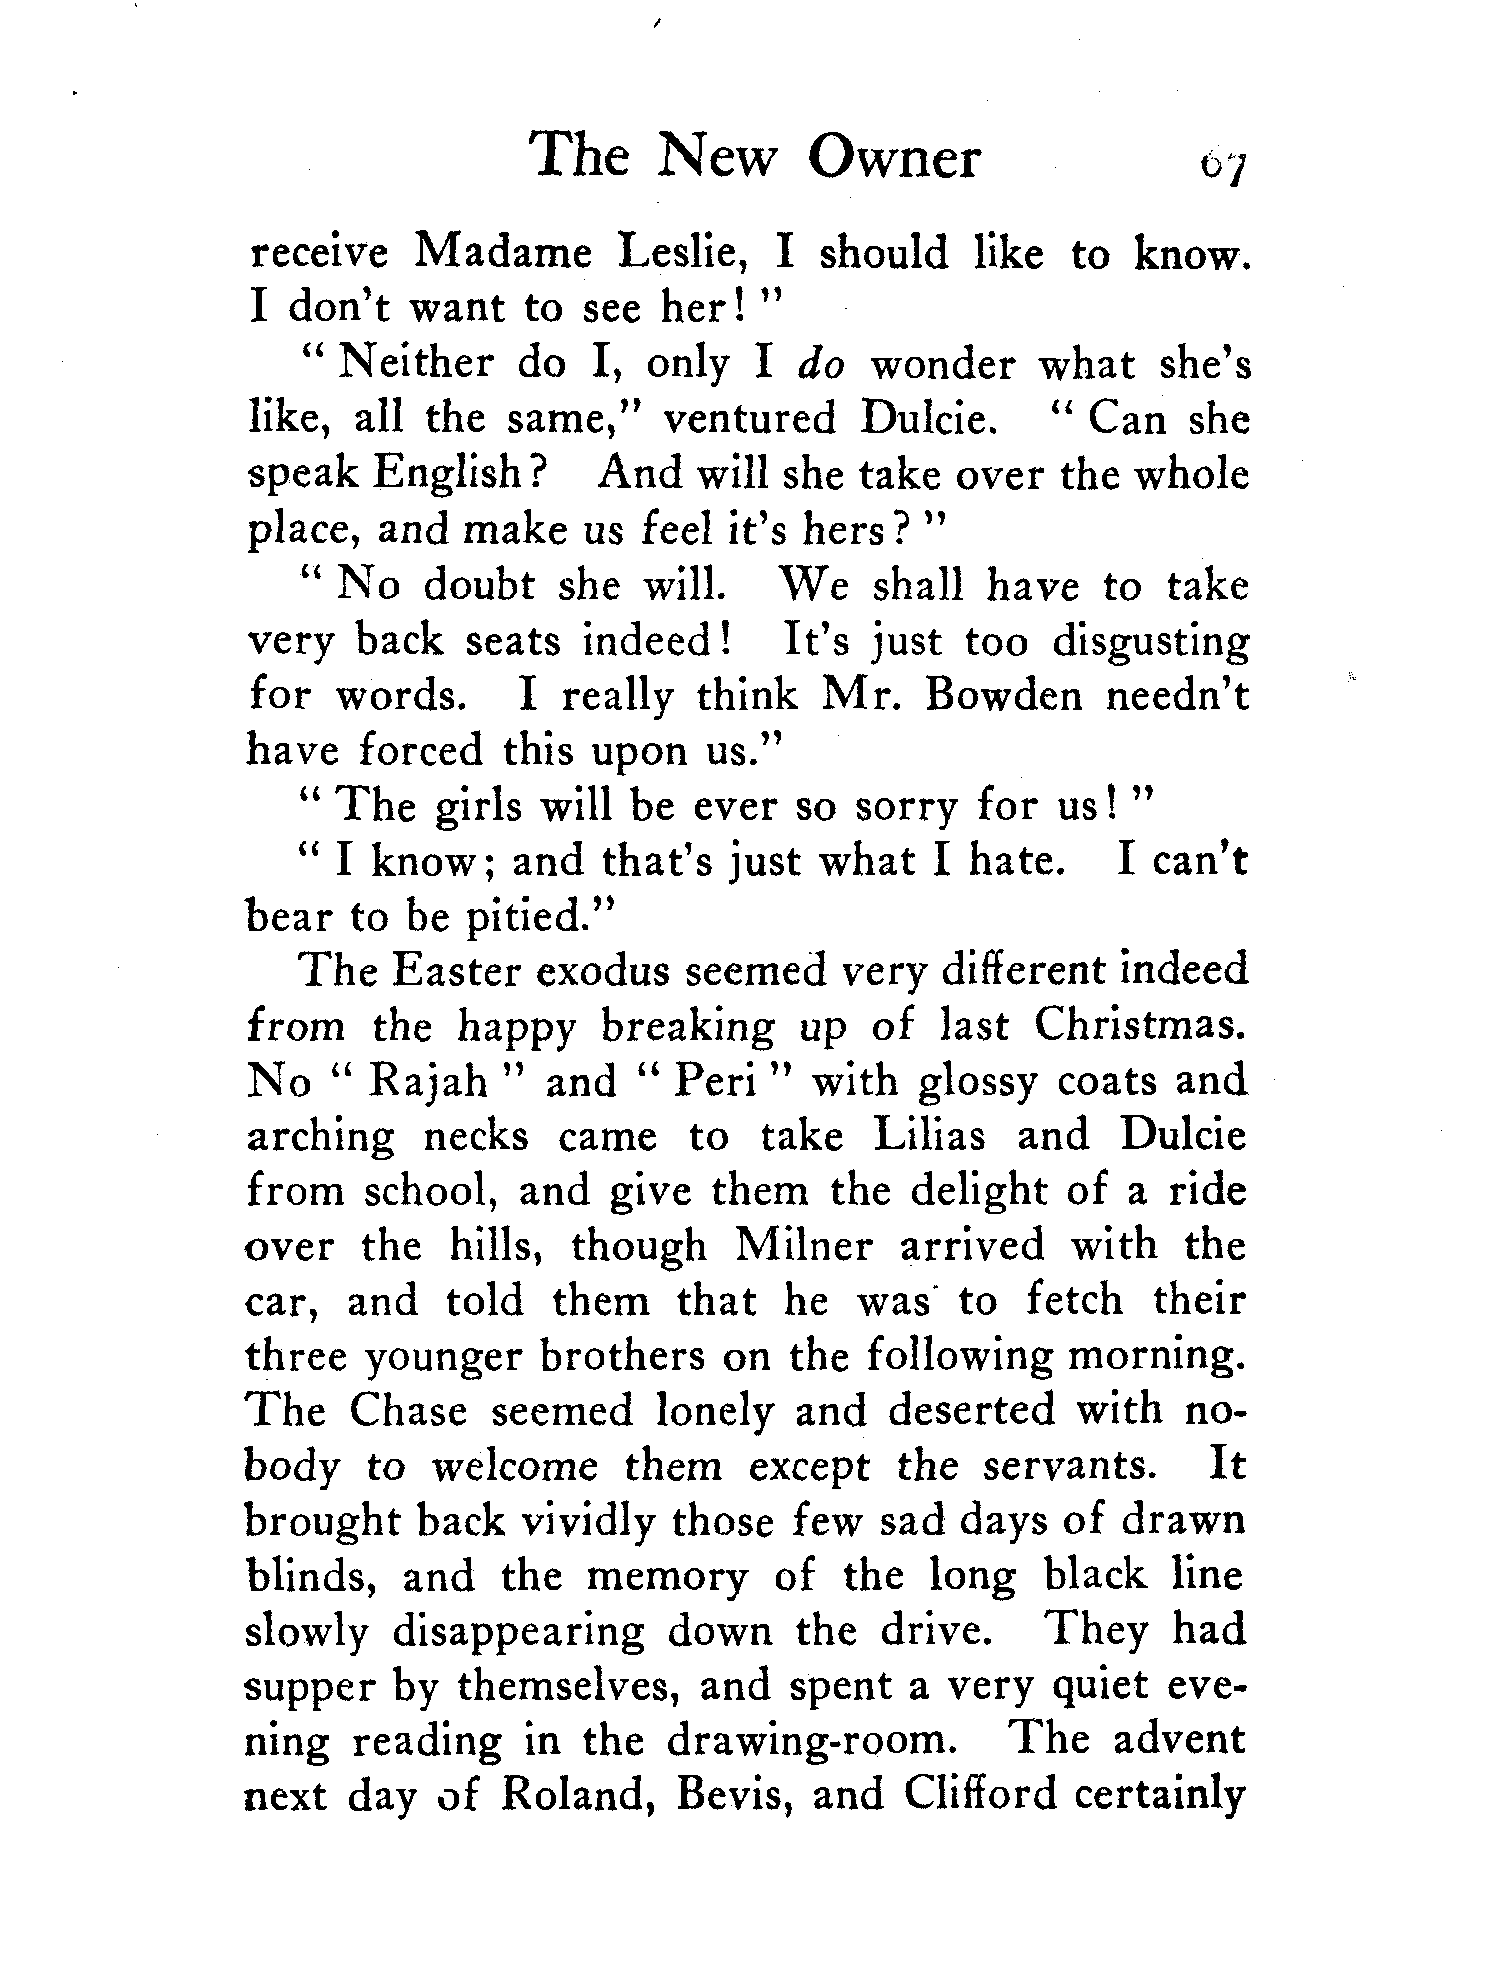 The New Owner 67
receive Madame Leslie, I should like to know.
I don't want to see her! "
" Neither do I, only I do wonder what she's
like, all the same," ventured Dulcie. " Can she
speak English? And will she take over the whole
place, and make us feel it's hers? "
" No doubt she will. We shall have to take
very back seats indeed! It's just too disgusting
for words. I really think Mr. Bowden needn't
have forced this upon us."
" The girls will be ever so sorry for us! "
" I know; and that's just what I hate. I can't
bear to be pitied."
The Easter exodus seemed very different indeed
from the happy breaking up of last Christmas.
No " Rajah " and " Peri " with glossy coats and
arching necks came to take Lilias and Dulcie
from school, and give them the delight of a ride
over the hills, though Milner arrived with the
car, and told them that he was to fetch their
three younger brothers on the following morning.
The Chase seemed lonely and deserted with no-
body to welcome them except the servants. It
brought back vividly those few sad days of drawn
blinds, and the memory of the long black line
slowly disappearing down the drive. They had
supper by themselves, and spent a very quiet eve-
ning reading in the drawing-room. The advent
next day of Roland, Bevis, and Clifford certainly